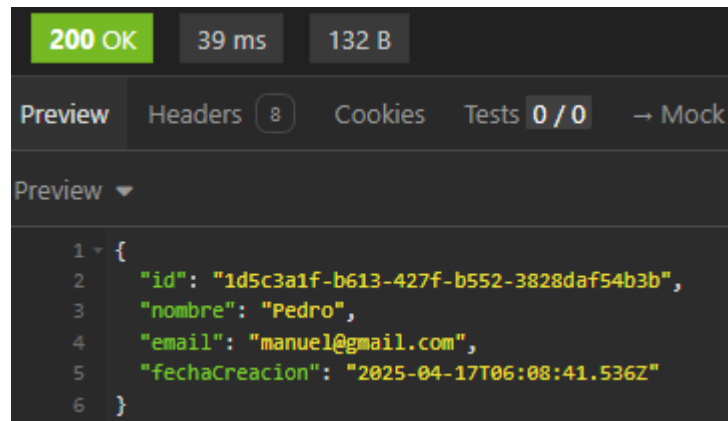 200 OK 39 ms 132 B
Preview Headers 8 Cookies Tests 0 / 0 → Mock
Preview
1 {
2 "id": "1d5c3a1f-b613-427f-b552-3828daf54b3b",
3 "nombre": "Pedro",
4 "email": "manuel@gmail.com",
5 "fechaCreacion": "2025-04-17T06:08:41.536Z"
6 }